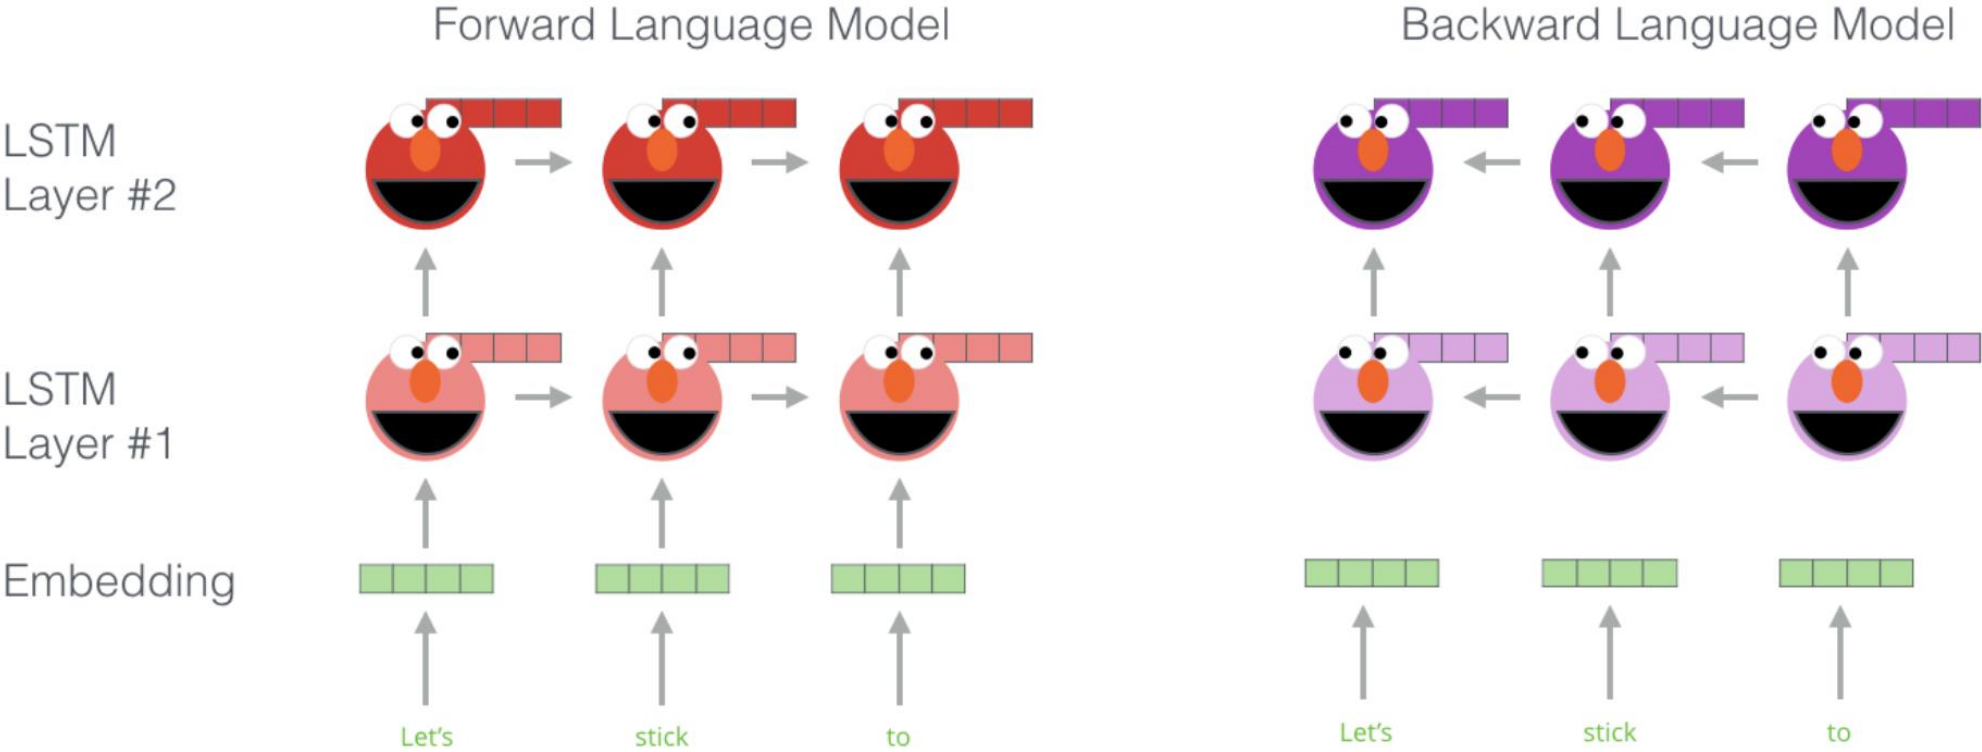 Forward Language Model
Backward Language Model
LSTM
Layer #2
LSTM
Layer #1
Embedding
Let's
stick
to
Let's
stick
to